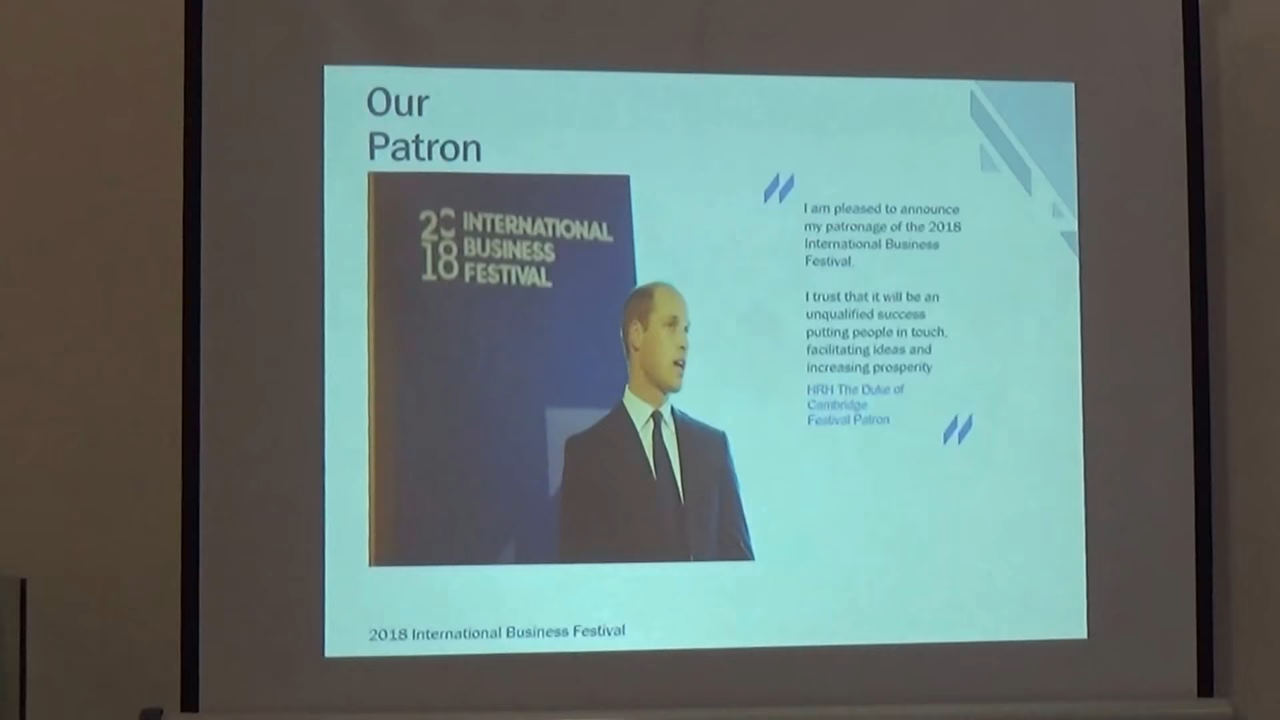 Our
Patron
2018 INTERNATIONAL
BUSINESS
FESTIVAL
I am pleased to announce
my patronage of the 2018
International Business
Festival.
I trust that it will be an
unqualified success
putting people in touch,
facilitating ideas and
increasing prosperity
HRH The Duke of
Cambridge
Festival Patron
2018 International Business Festival